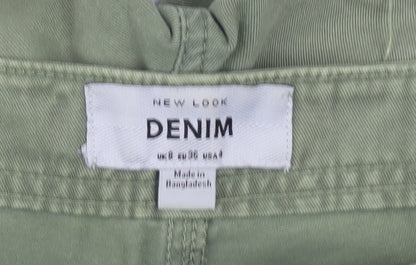 NEW LOOK
DENIM
UK8 EU36 USA4
Made in
Bangladesh